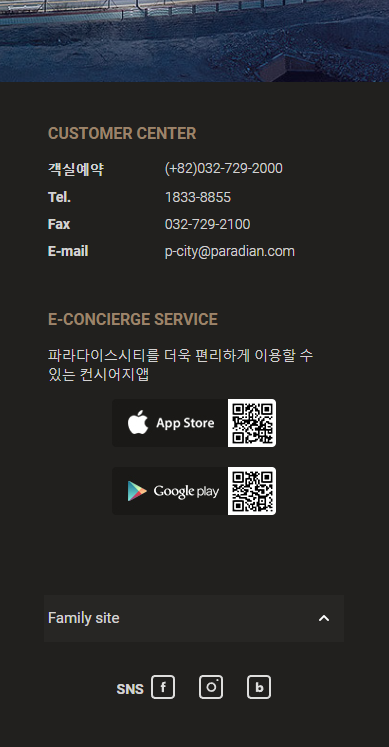 CUSTOMER CENTER
객실예약 (+82)032-729-2000
Tel. 1833-8855
Fax 032-729-2100
E-mail p-city@paradian.com
E-CONCIERGE SERVICE
파라다이스시티를 더욱 편리하게 이용할 수
있는 컨시어지앱
App Store
Google play
Family site
SNS f b